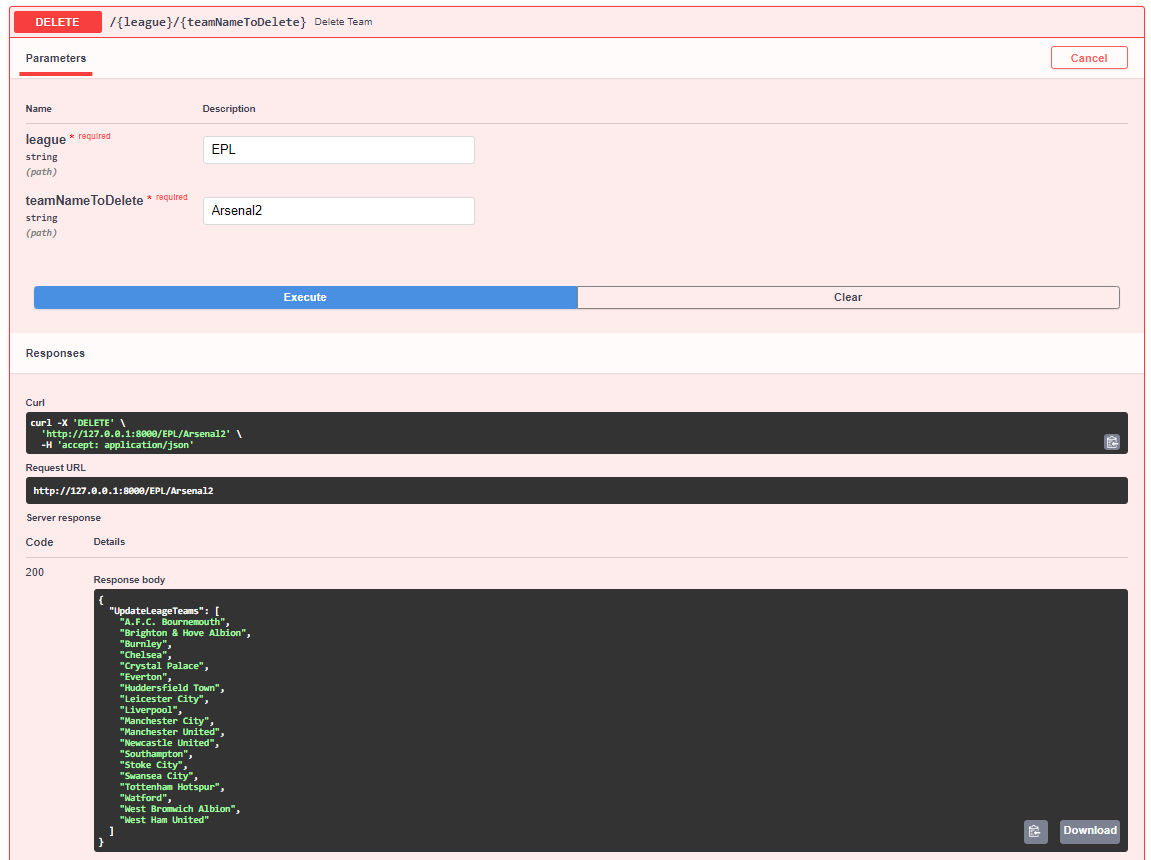 DELETE /{league}/{teamNameToDelete} Delete Team
Parameters Cancel
Name Description
league * required
string
(path)
EPL
teamNameToDelete * required
string
(path)
Arsenal2
Execute Clear
Responses
Curl
curl -X 'DELETE' \
  'http://127.0.0.1:8000/EPL/Arsenal2' \
  -H 'accept: application/json'
Request URL
http://127.0.0.1:8000/EPL/Arsenal2
Server response
Code Details
200
Response body
{
  "UpdateLeageTeams": [
    "A.F.C. Bournemouth",
    "Brighton & Hove Albion",
    "Burnley",
    "Chelsea",
    "Crystal Palace",
    "Everton",
    "Huddersfield Town",
    "Leicester City",
    "Liverpool",
    "Manchester City",
    "Manchester United",
    "Newcastle United",
    "Southampton",
    "Stoke City",
    "Swansea City",
    "Tottenham Hotspur",
    "Watford",
    "West Bromwich Albion",
    "West Ham United"
  ]
}
Download